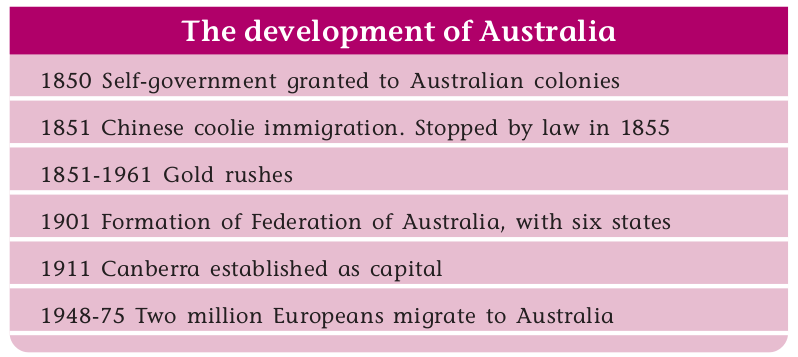 The development of Australia
1850 Self-government granted to Australian colonies
1851 Chinese coolie immigration. Stopped by law in 1855
1851-1961 Gold rushes
1901 Formation of Federation of Australia, with six states
1911 Canberra established as capital
1948-75 Two million Europeans migrate to Australia